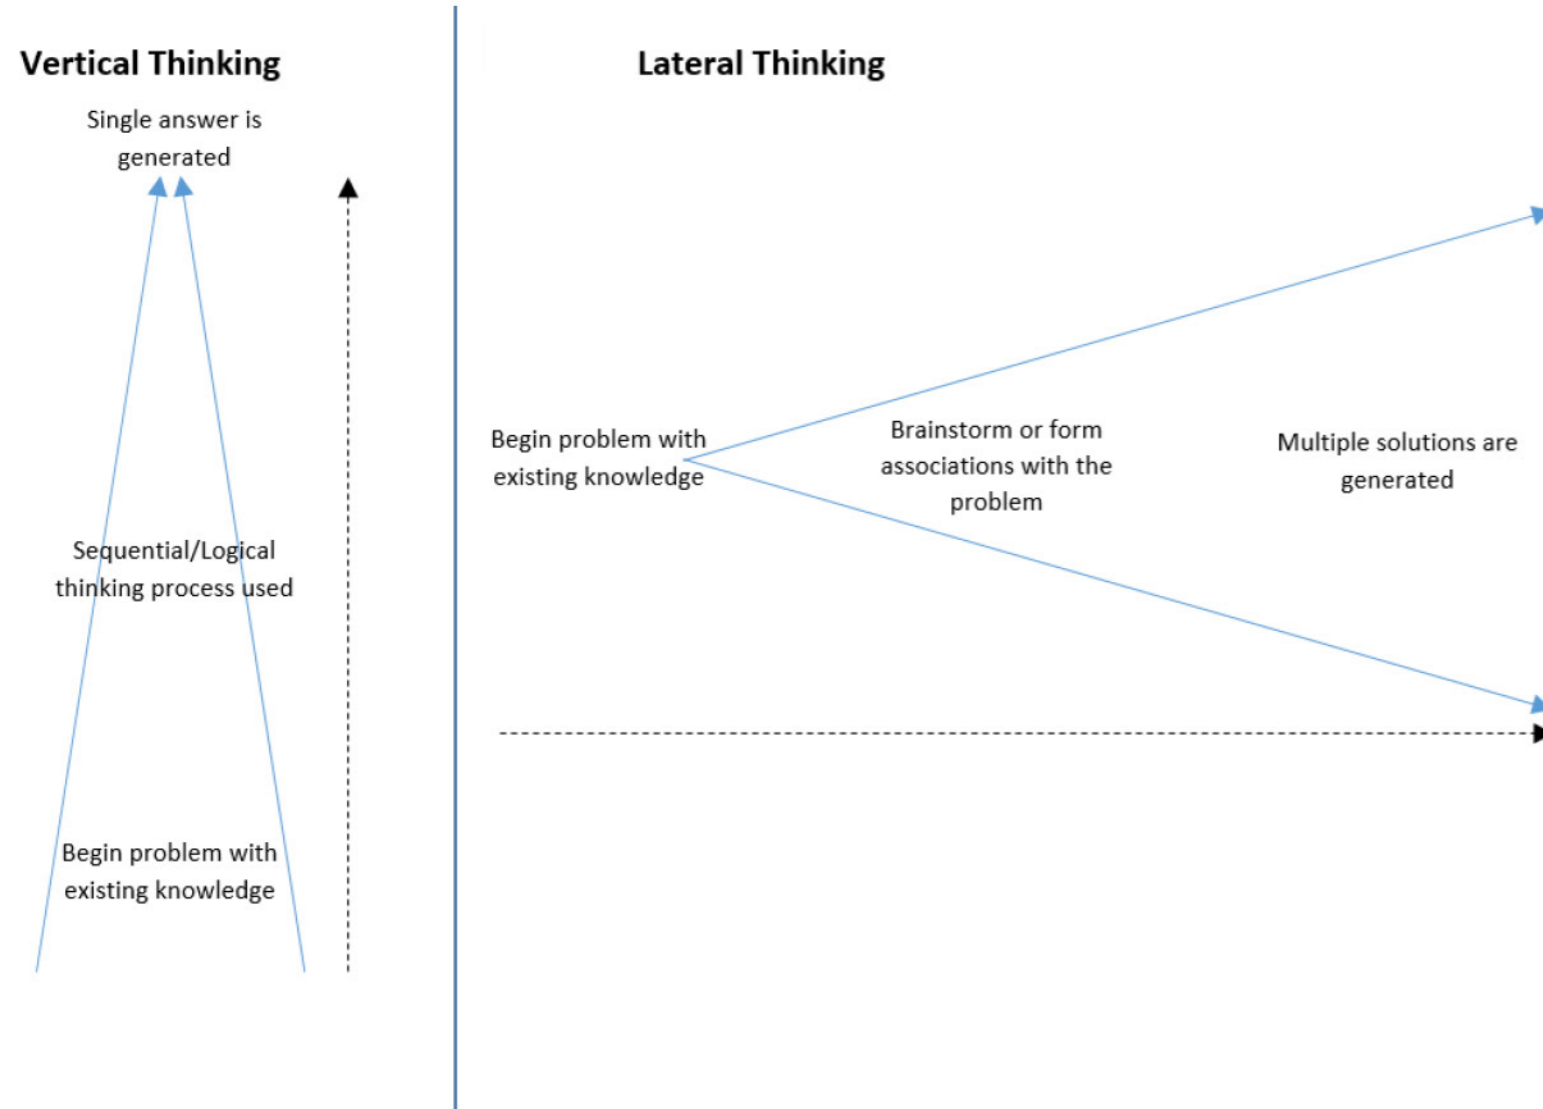 Vertical Thinking
Single answer is
generated
Sequential/Logical
thinking process used
Begin problem with
existing knowledge
Lateral Thinking
Begin problem with
existing knowledge
Brainstorm or form
associations with the
problem
Multiple solutions are
generated